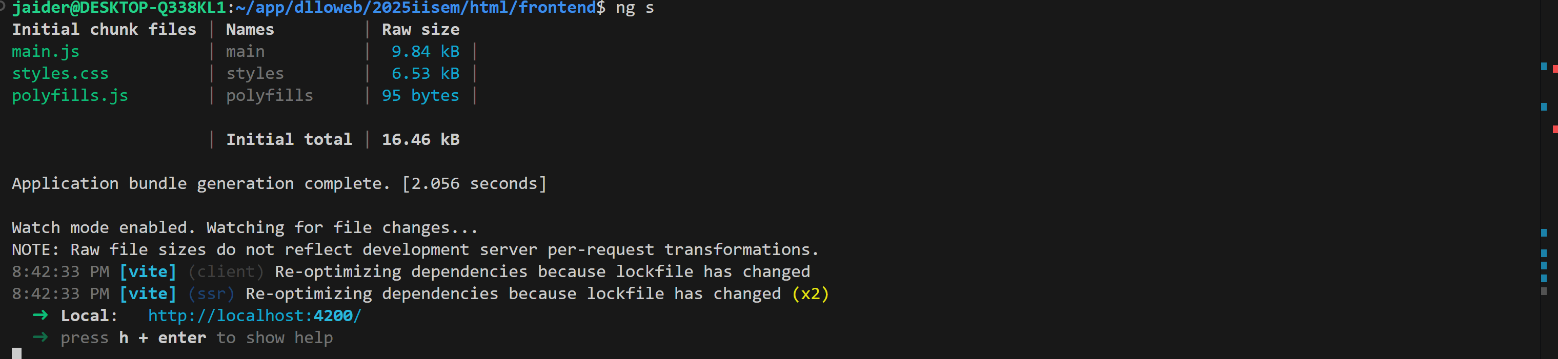 jaider@DESKTOP-Q338KL1:~/app/dlloweb/2025iisem/html/frontend$ ng s
Initial chunk files | Names | Raw size
main.js | main | 9.84 kB |
styles.css | styles | 6.53 kB |
polyfills.js | polyfills | 95 bytes |
| Initial total | 16.46 kB
Application bundle generation complete. [2.056 seconds]
Watch mode enabled. Watching for file changes...
NOTE: Raw file sizes do not reflect development server per-request transformations.
8:42:33 PM [vite] (client) Re-optimizing dependencies because lockfile has changed
8:42:33 PM [vite] (ssr) Re-optimizing dependencies because lockfile has changed (x2)
➜ Local: http://localhost:4200/
➜ press h + enter to show help